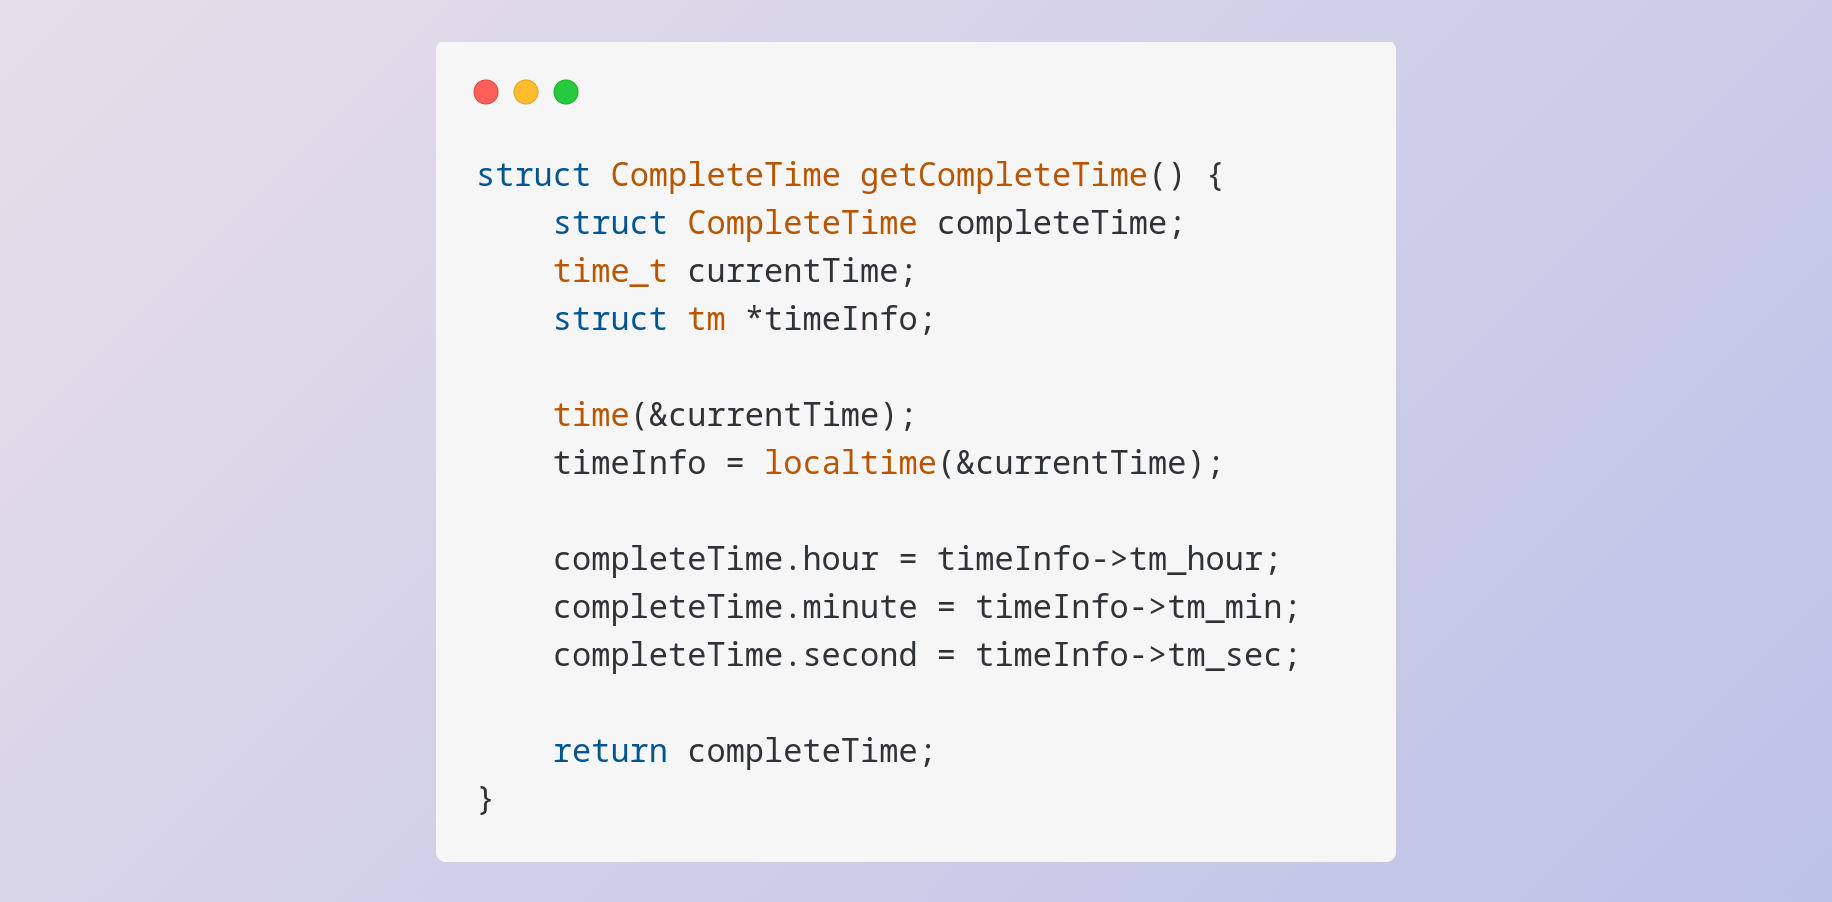 struct CompleteTime getCompleteTime() {
    struct CompleteTime completeTime;
    time_t currentTime;
    struct tm *timeInfo;

    time(&currentTime);
    timeInfo = localtime(&currentTime);

    completeTime.hour = timeInfo->tm_hour;
    completeTime.minute = timeInfo->tm_min;
    completeTime.second = timeInfo->tm_sec;

    return completeTime;
}